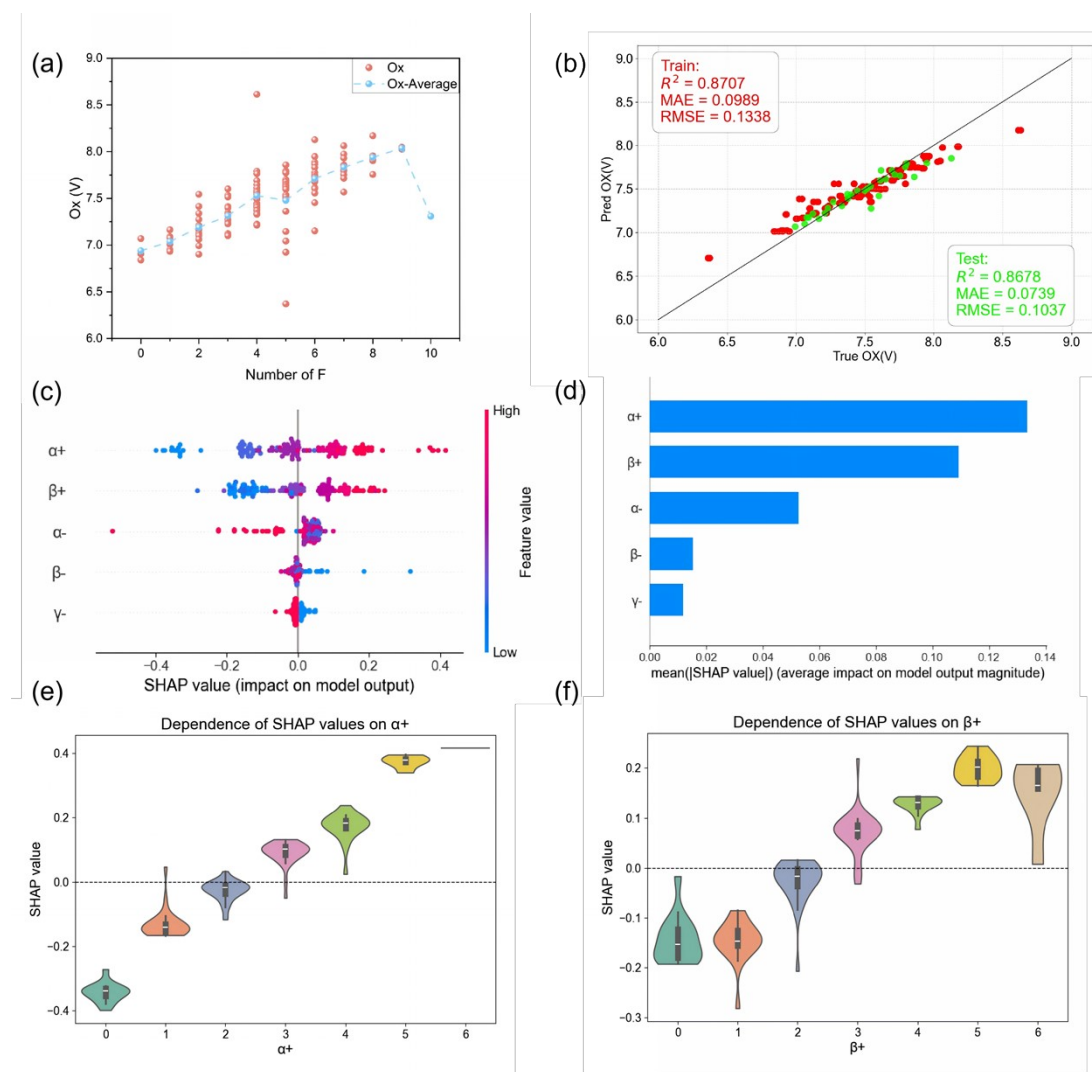 (a)
9.0
8.5
8.0
7.5
7.0
6.5
6.0
Ox (V)
Ox
Ox-Average
0 2 4 6 8 10
Number of F
(b)
9.0
8.5
8.0
7.5
7.0
6.5
6.0
Pred OX(V)
Train:
R² = 0.8707
MAE = 0.0989
RMSE = 0.1338
Test:
R² = 0.8678
MAE = 0.0739
RMSE = 0.1037
6.0 6.5 7.0 7.5 8.0 8.5 9.0
True OX(V)
(c)
α+
β+
α-
β-
γ-
−0.4 −0.2 0.0 0.2 0.4
SHAP value (impact on model output)
High
Feature value
Low
(d)
α+
β+
α-
β-
γ-
0.00 0.02 0.04 0.06 0.08 0.10 0.12 0.14
mean(|SHAP value|) (average impact on model output magnitude)
(e)
Dependence of SHAP values on α+
0.4
0.2
0.0
−0.2
−0.4
SHAP value
0 1 2 3 4 5 6
α+
(f)
Dependence of SHAP values on β+
0.2
0.1
0.0
−0.1
−0.2
−0.3
SHAP value
0 1 2 3 4 5 6
β+